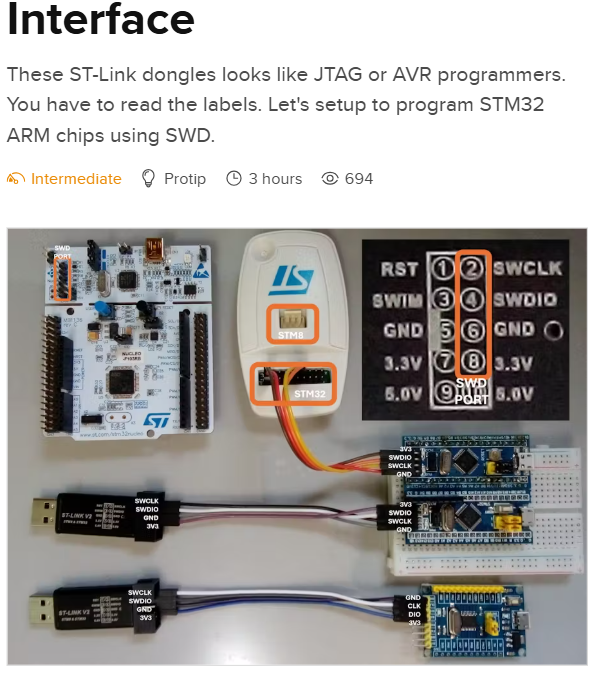 Interface
These ST-Link dongles looks like JTAG or AVR programmers.
You have to read the labels. Let's setup to program STM32
ARM chips using SWD.
Intermediate Protip 3 hours 694
SWD
PORT
NUCLEO
www.st.com/stm32nucleo
STM8
STM32
RST 1 2 SWCLK
SWIM 3 4 SWDIO
GND 5 6 GND
3.3V 7 8 3.3V
5.0V 9 5.0V
SWD
PORT
3V3
SWDIO
SWCLK
GND
3V3
SWDIO
SWCLK
GND
ST-LINK V2
SWCLK
SWDIO
GND
3V3
ST-LINK V2
SWCLK
SWDIO
GND
3V3
GND
CLK
DIO
3V3